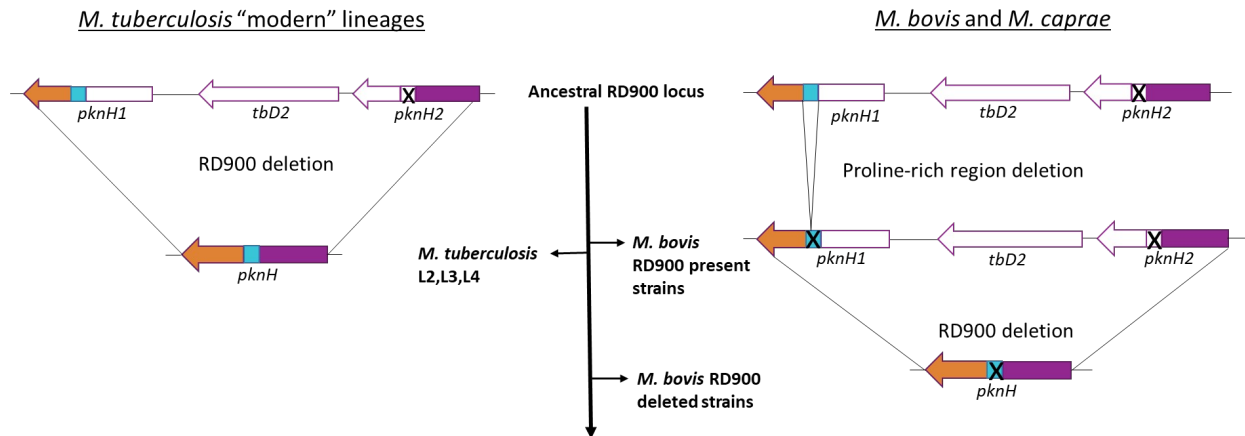 M. tuberculosis “modern” lineages
pknH1
tbD2
X
pknH2
RD900 deletion
pknH
Ancestral RD900 locus
M. tuberculosis
L2,L3,L4
M. bovis
RD900 present
strains
M. bovis RD900
deleted strains
M. bovis and M. caprae
pknH1
tbD2
X
pknH2
Proline-rich region deletion
X
pknH1
tbD2
X
pknH2
RD900 deletion
X
pknH